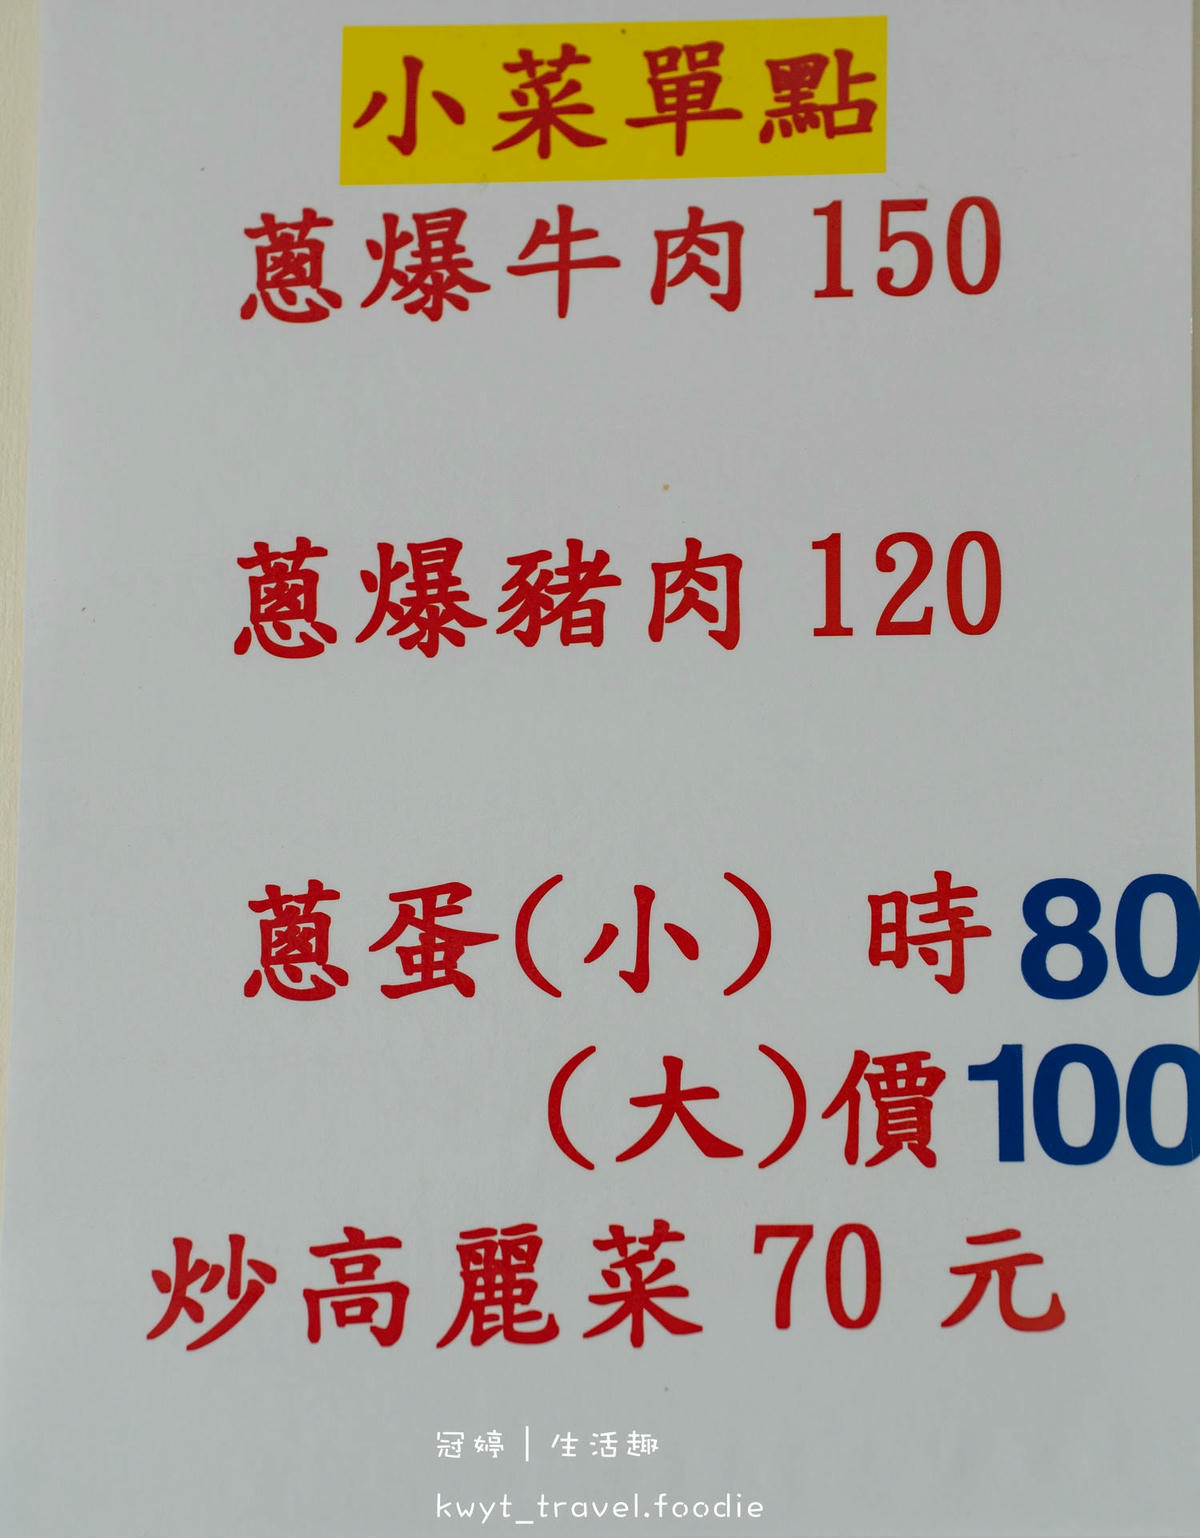 小菜單點
蔥爆牛肉 150
蔥爆豬肉 120
蔥蛋(小) 時80
(大)價100
炒高麗菜 70 元
冠婷 | 生活趣
kwyt_travel.foodie